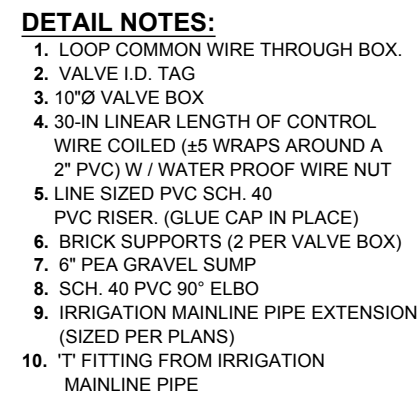 DETAIL NOTES:
1. LOOP COMMON WIRE THROUGH BOX.
2. VALVE I.D. TAG
3. 10"Ø VALVE BOX
4. 30-IN LINEAR LENGTH OF CONTROL
WIRE COILED (±5 WRAPS AROUND A
2" PVC) W / WATER PROOF WIRE NUT
5. LINE SIZED PVC SCH. 40
PVC RISER. (GLUE CAP IN PLACE)
6. BRICK SUPPORTS (2 PER VALVE BOX)
7. 6" PEA GRAVEL SUMP
8. SCH. 40 PVC 90° ELBO
9. IRRIGATION MAINLINE PIPE EXTENSION
(SIZED PER PLANS)
10. 'T' FITTING FROM IRRIGATION
MAINLINE PIPE